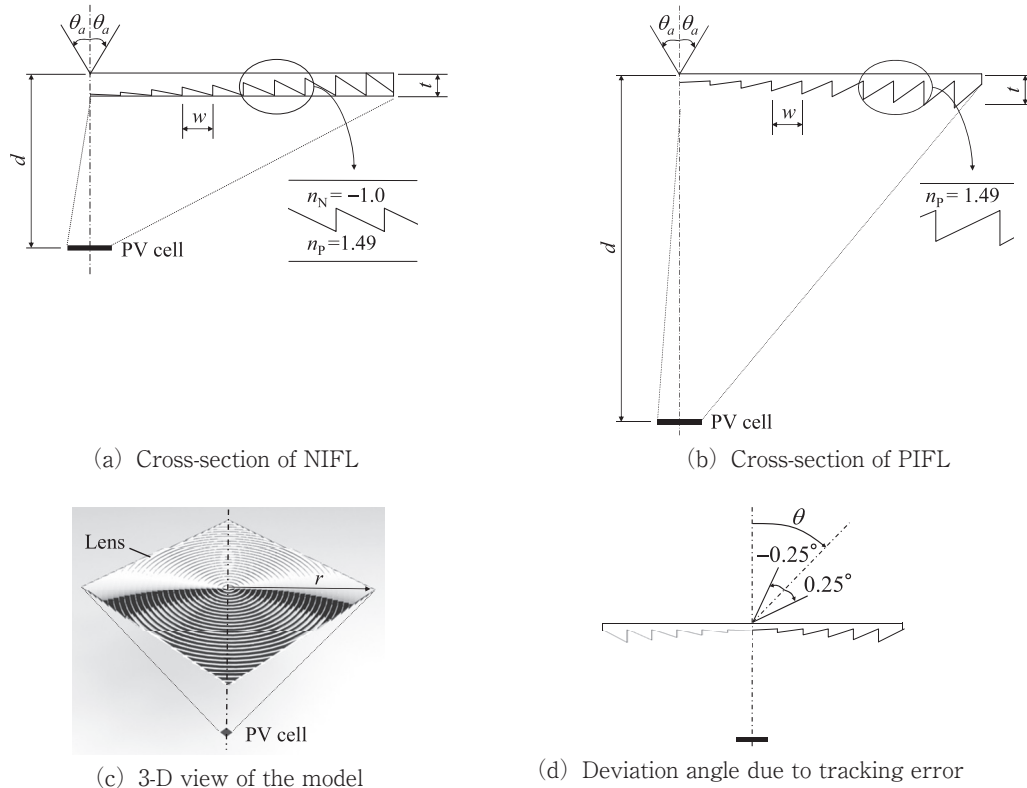 θa θa
t
w
d
nN = −1.0
nP = 1.49
PV cell
(a) Cross-section of NIFL
θa θa
t
w
d
nP = 1.49
PV cell
(b) Cross-section of PIFL
Lens
r
PV cell
(c) 3-D view of the model
θ
−0.25°
0.25°
(d) Deviation angle due to tracking error